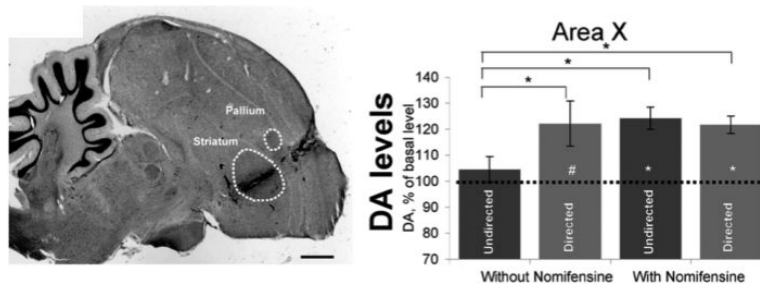 Pallium
Striatum
Area X
*
*
*
DA levels
DA, % of basal level
140
130
120
110
100
90
80
70
#
*
*
Undirected
Directed
Undirected
Directed
Without Nomifensine
With Nomifensine